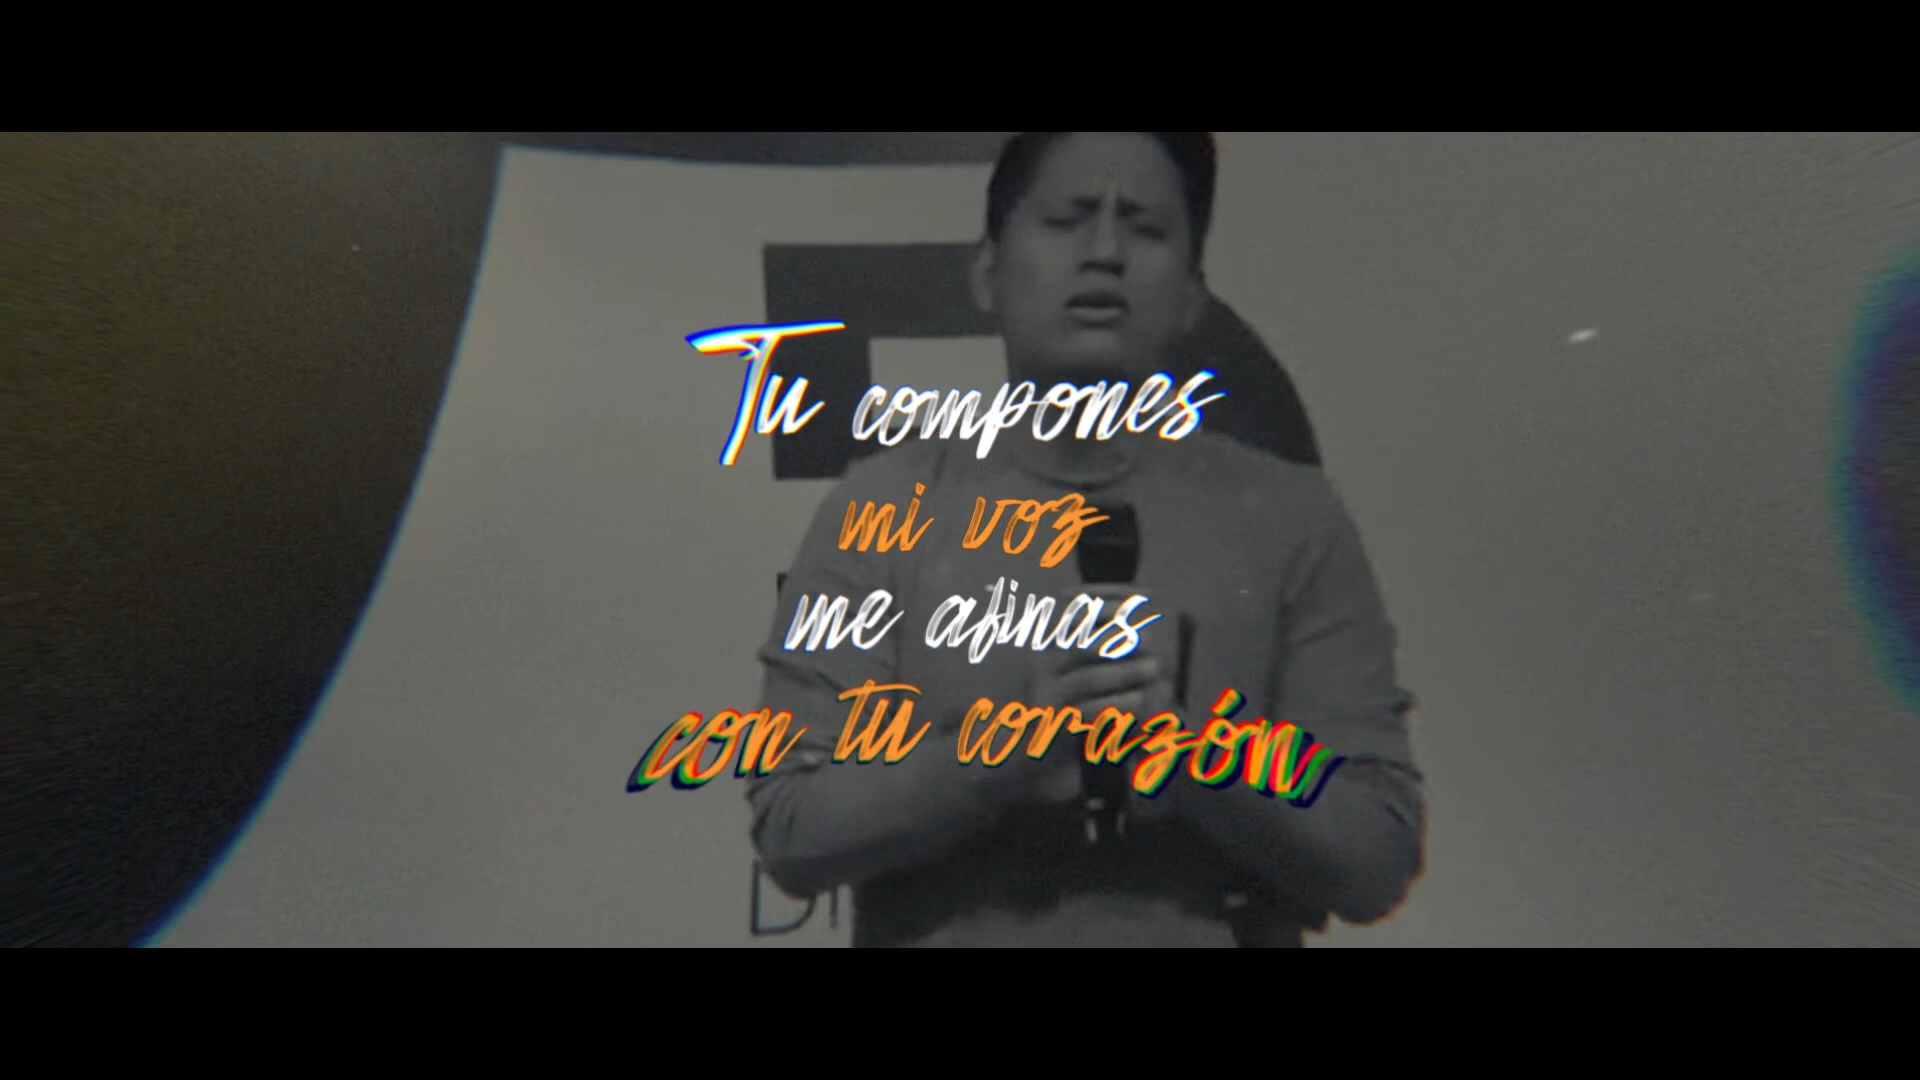 Tu compones
mi voz
me afinas
con tu corazón